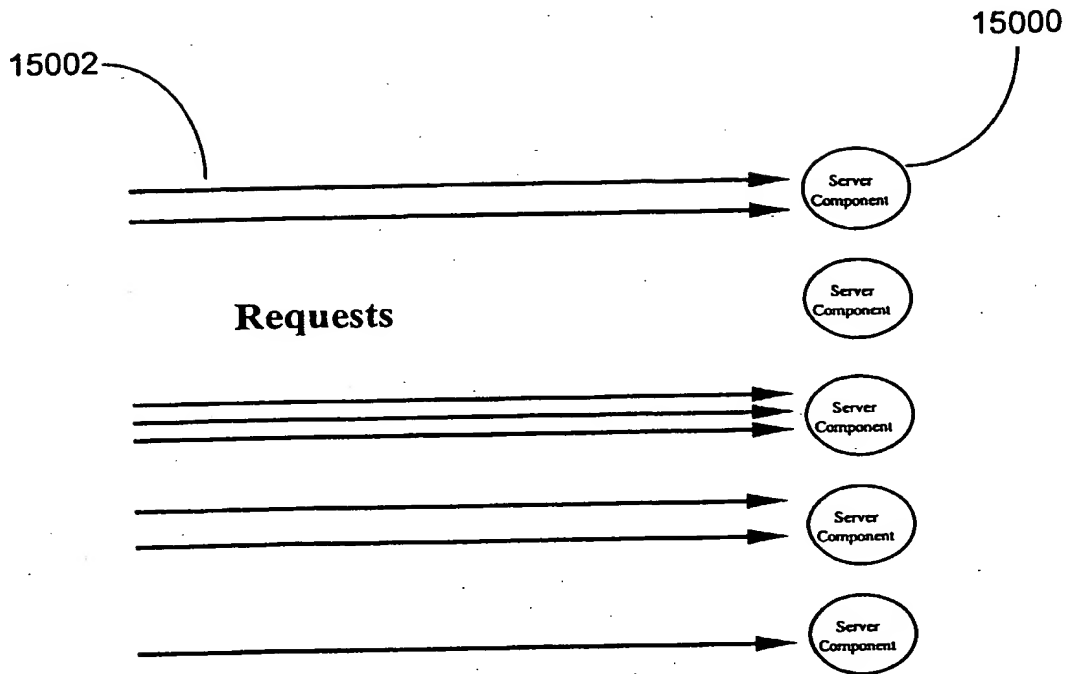 15000
15002
Server
Component
Server
Component
Requests
Server
Component
Server
Component
Server
Component